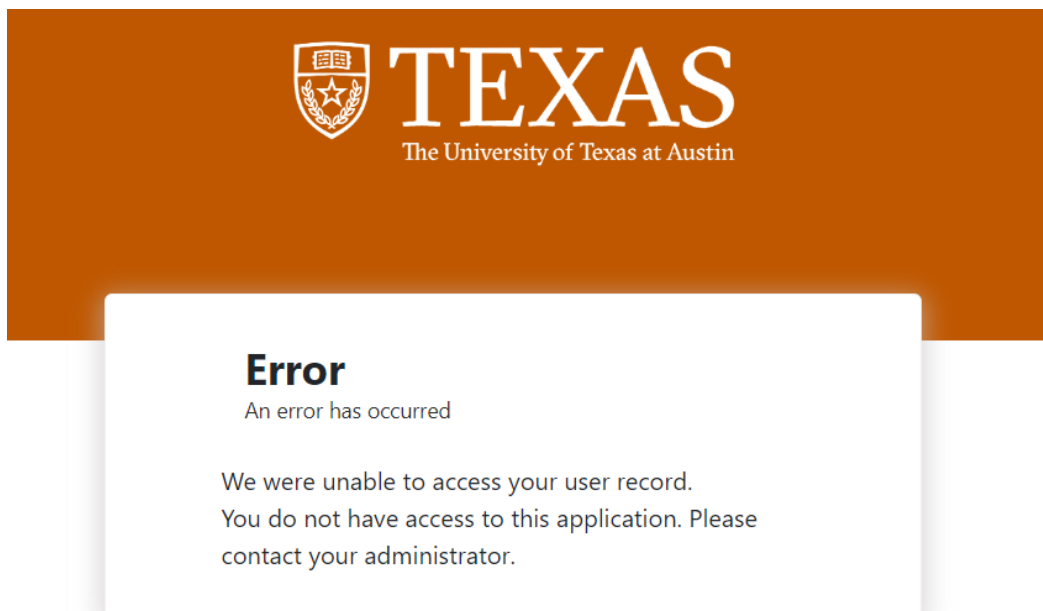 TEXAS
The University of Texas at Austin
Error
An error has occurred
We were unable to access your user record.
You do not have access to this application. Please
contact your administrator.